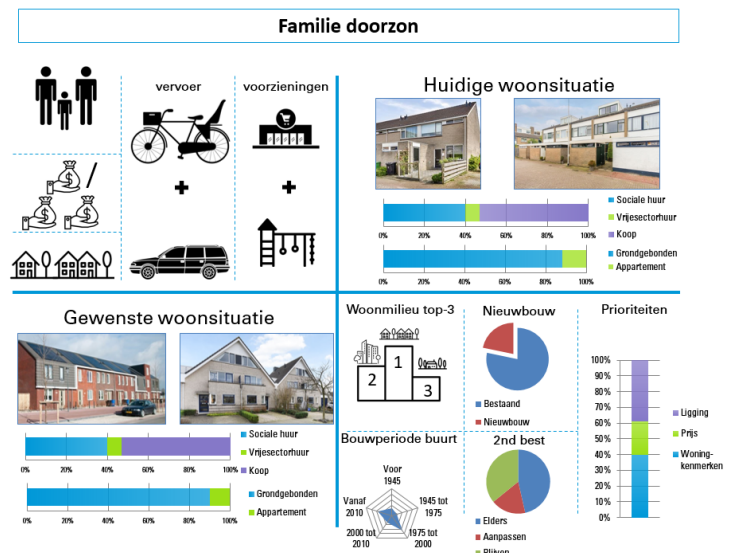 Familie doorzon
vervoer
voorzieningen
Huidige woonsituatie
Sociale huur
Vrijesectorhuur
Koop
0% 20% 40% 60% 80% 100%
Grondgebonden
Appartement
0% 20% 40% 60% 80% 100%
Gewenste woonsituatie
Sociale huur
Vrijesectorhuur
Koop
0% 20% 40% 60% 80% 100%
Grondgebonden
Appartement
0% 20% 40% 60% 80% 100%
Woonmilieu top-3
1
2
3
Nieuwbouw
Bestaand
Nieuwbouw
Bouwperiode buurt
Voor
1945
1945 tot
1975
1975 tot
2000
2000 tot
2010
Vanaf
2010
2nd best
Elders
Aanpassen
Blijven
Prioriteiten
100%
90%
80%
70%
60%
50%
40%
30%
20%
10%
0%
Ligging
Prijs
Woning-
kenmerken